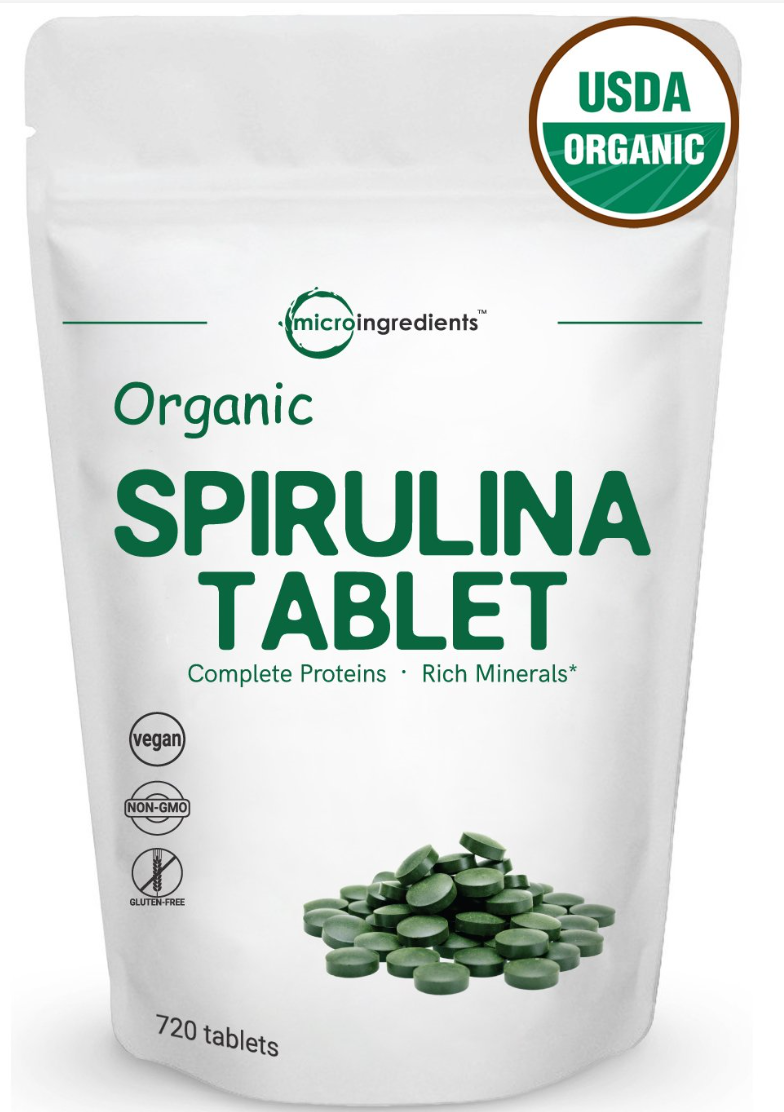 USDA
ORGANIC
microingredients™
Organic
SPIRULINA
TABLET
Complete Proteins · Rich Minerals*
vegan
NON-GMO
GLUTEN-FREE
720 tablets